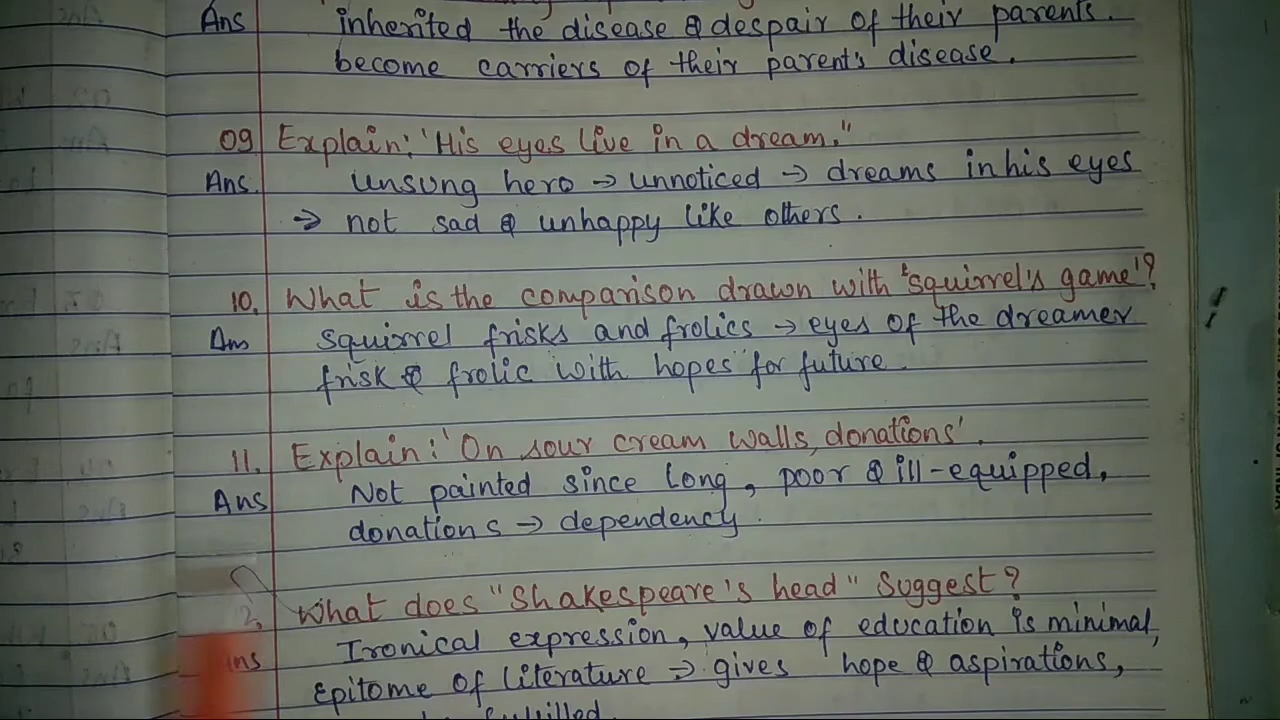 Ans inherited the disease & despair of their parents.
become carriers of their parent's disease.
09 Explain: 'His eyes live in a dream."
Ans. Unsung hero → unnoticed → dreams in his eyes
→ not sad & unhappy like others.
10. What is the comparison drawn with 'squirrel's game'?
Ans Squirrel frisks and frolics → eyes of the dreamer
frisk & frolic with hopes for future.
11. Explain: 'On sour cream walls, donations'.
Ans Not painted since long, poor & ill-equipped,
donations → dependency.
2. What does "Shakespeare's head" suggest?
Ans Ironical expression, value of education is minimal,
Epitome of literature → gives hope & aspirations,
fulfilled.